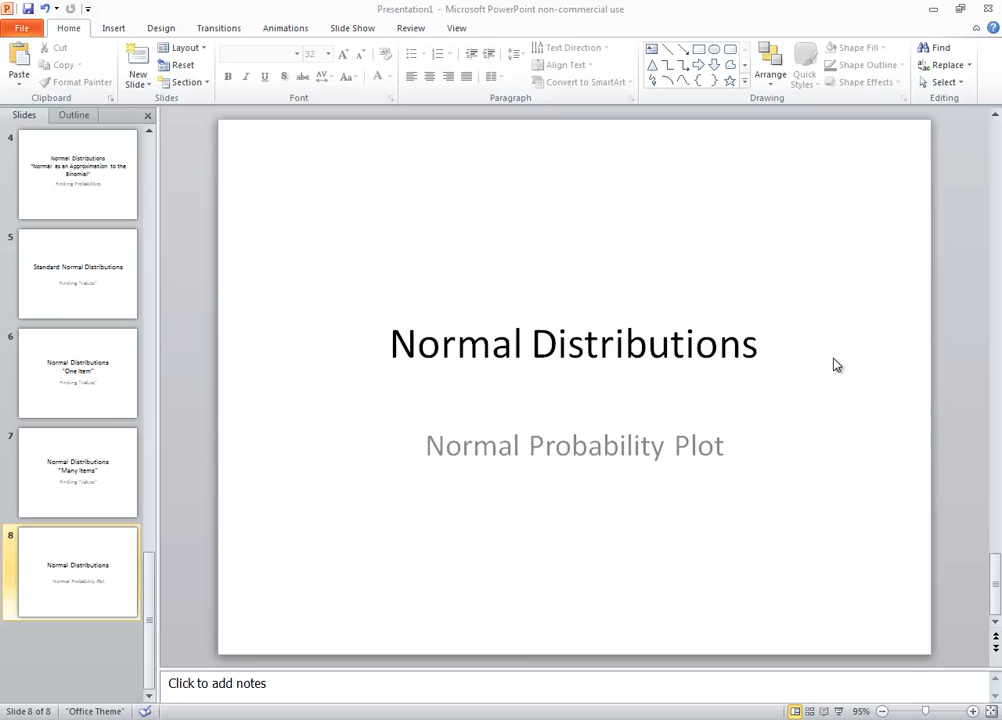 Presentation1 - Microsoft PowerPoint non-commercial use
File Home Insert Design Transitions Animations Slide Show Review View
Paste
Cut
Copy
Format Painter
Clipboard
New
Slide
Layout
Reset
Section
Slides
32
B I U S abc AV Aa A
Font
Text Direction
Align Text
Convert to SmartArt
Paragraph
Arrange
Quick
Styles
Shape Fill
Shape Outline
Shape Effects
Drawing
Find
Replace
Select
Editing
Slides Outline
4
Normal Distributions
"Normal as an Approximation to the
Binomial"
Finding Probabilities
5
Standard Normal Distributions
Finding "Values"
6
Normal Distributions
"One Item"
Finding "Values"
7
Normal Distributions
"Many Items"
Finding "Values"
8
Normal Distributions
Normal Probability Plot
Normal Distributions
Normal Probability Plot
Click to add notes
Slide 8 of 8 "Office Theme" 95%